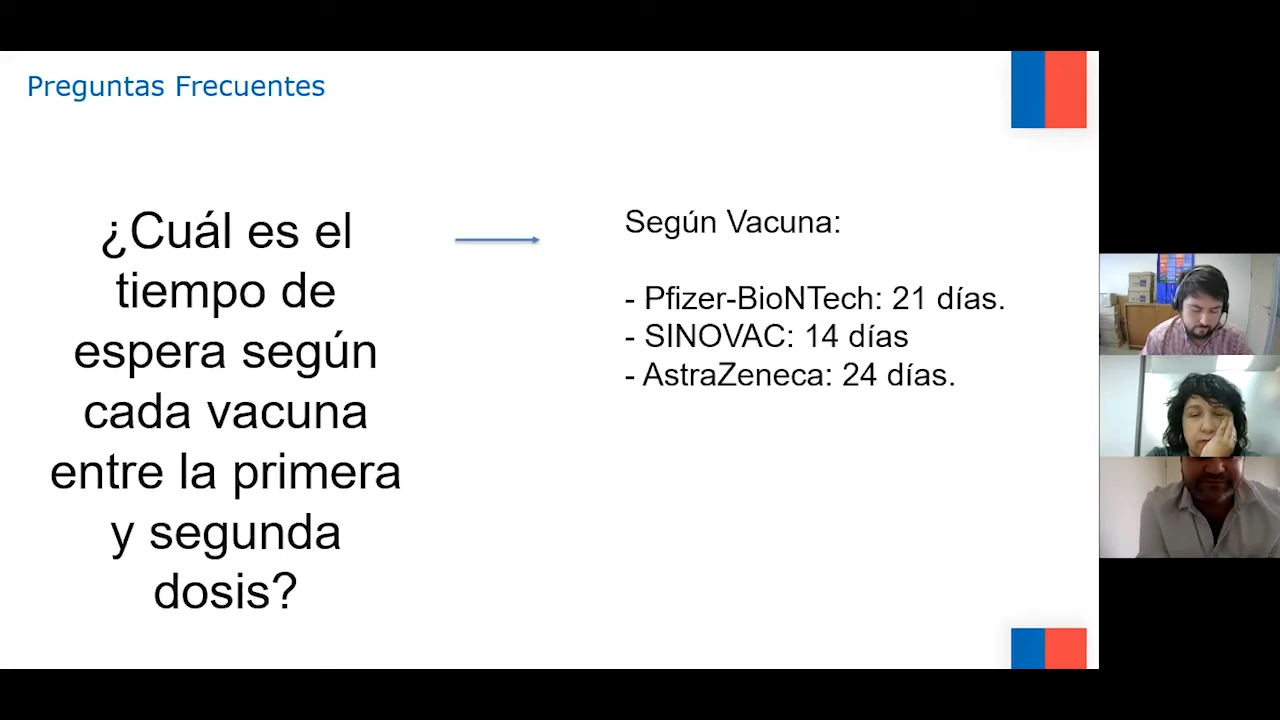 Preguntas Frecuentes
¿Cuál es el
tiempo de
espera según
cada vacuna
entre la primera
y segunda
dosis?
Según Vacuna:
- Pfizer-BioNTech: 21 días.
- SINOVAC: 14 días
- AstraZeneca: 24 días.